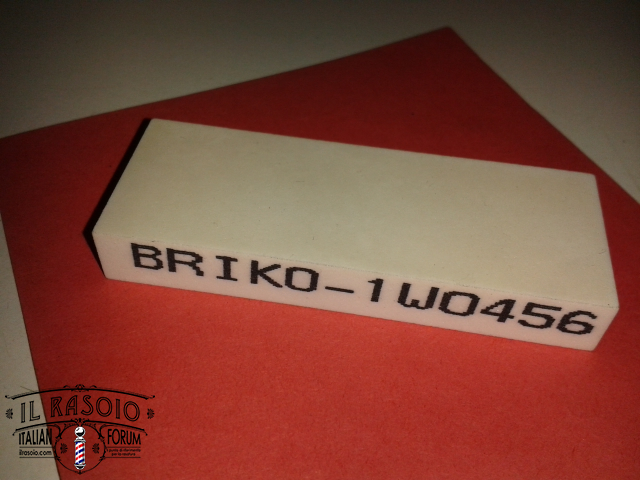 BRIKO-1W0456
IL RASOIO
ITALIAN FORUM
ilrasoio.com